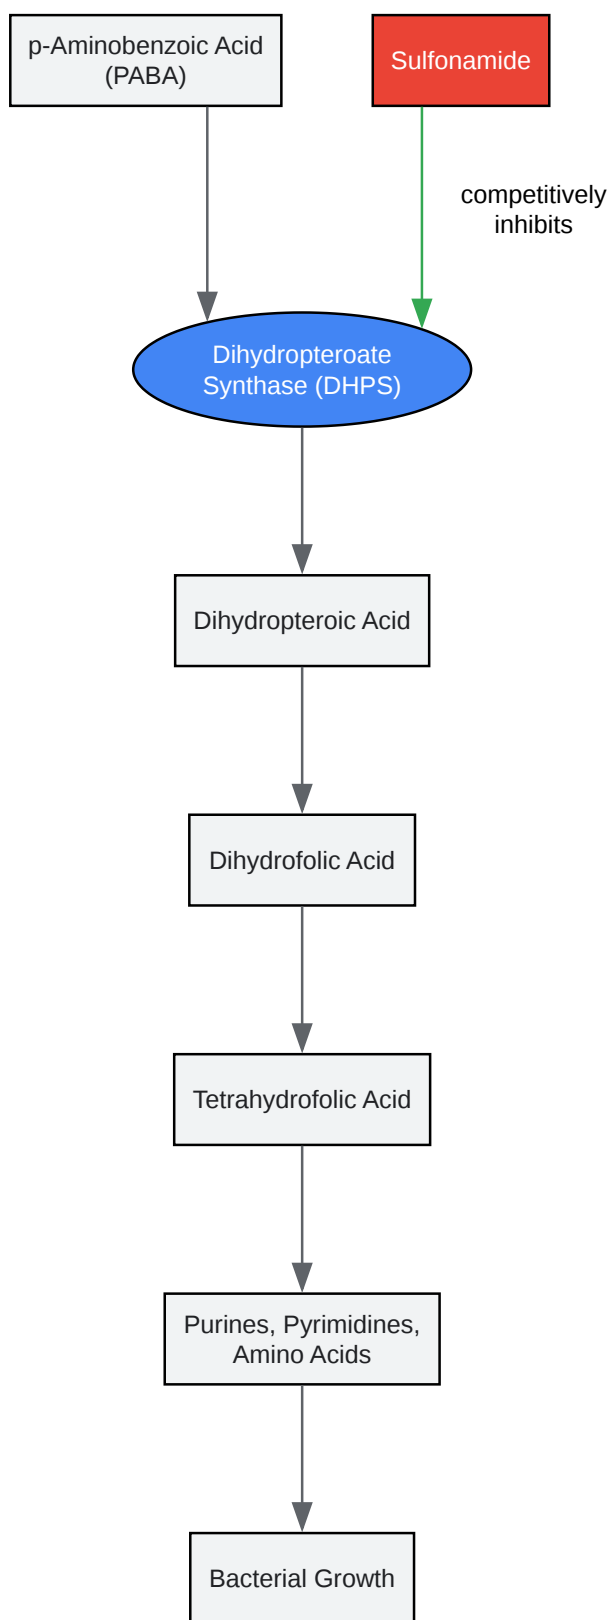 p-Aminobenzoic Acid
(PABA)
Sulfonamide
competitively
inhibits
Dihydropteroate
Synthase (DHPS)
Dihydropteroic Acid
Dihydrofolic Acid
Tetrahydrofolic Acid
Purines, Pyrimidines,
Amino Acids
Bacterial Growth